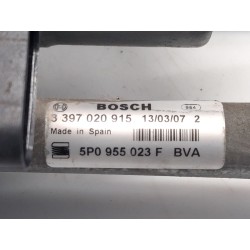 BOSCH
3 397 020 915 13/03/07 2
Made in Spain
5P0 955 023 F BVA